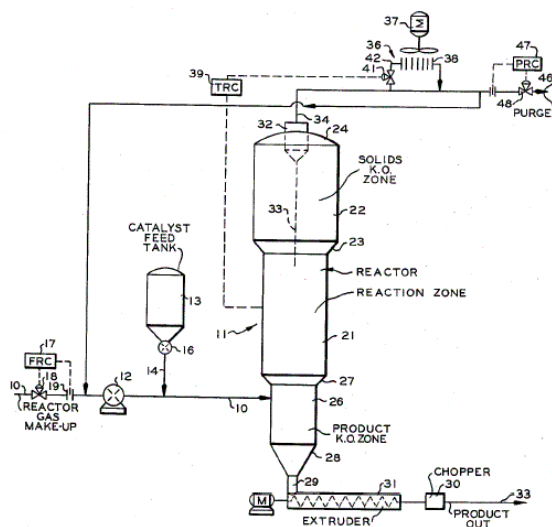 37
M
36
38
42
41
39
TRC
47
PRC
46
48
PURGE
34
32
24
SOLIDS
K.O.
ZONE
33
22
23
CATALYST
FEED
TANK
REACTOR
REACTION ZONE
13
11
21
16
17
FRC
14
27
12
18
19
26
10
REACTOR
GAS
MAKE-UP
10
PRODUCT
K.O. ZONE
28
29
31
CHOPPER
30
33
M
EXTRUDER
PRODUCT
OUT